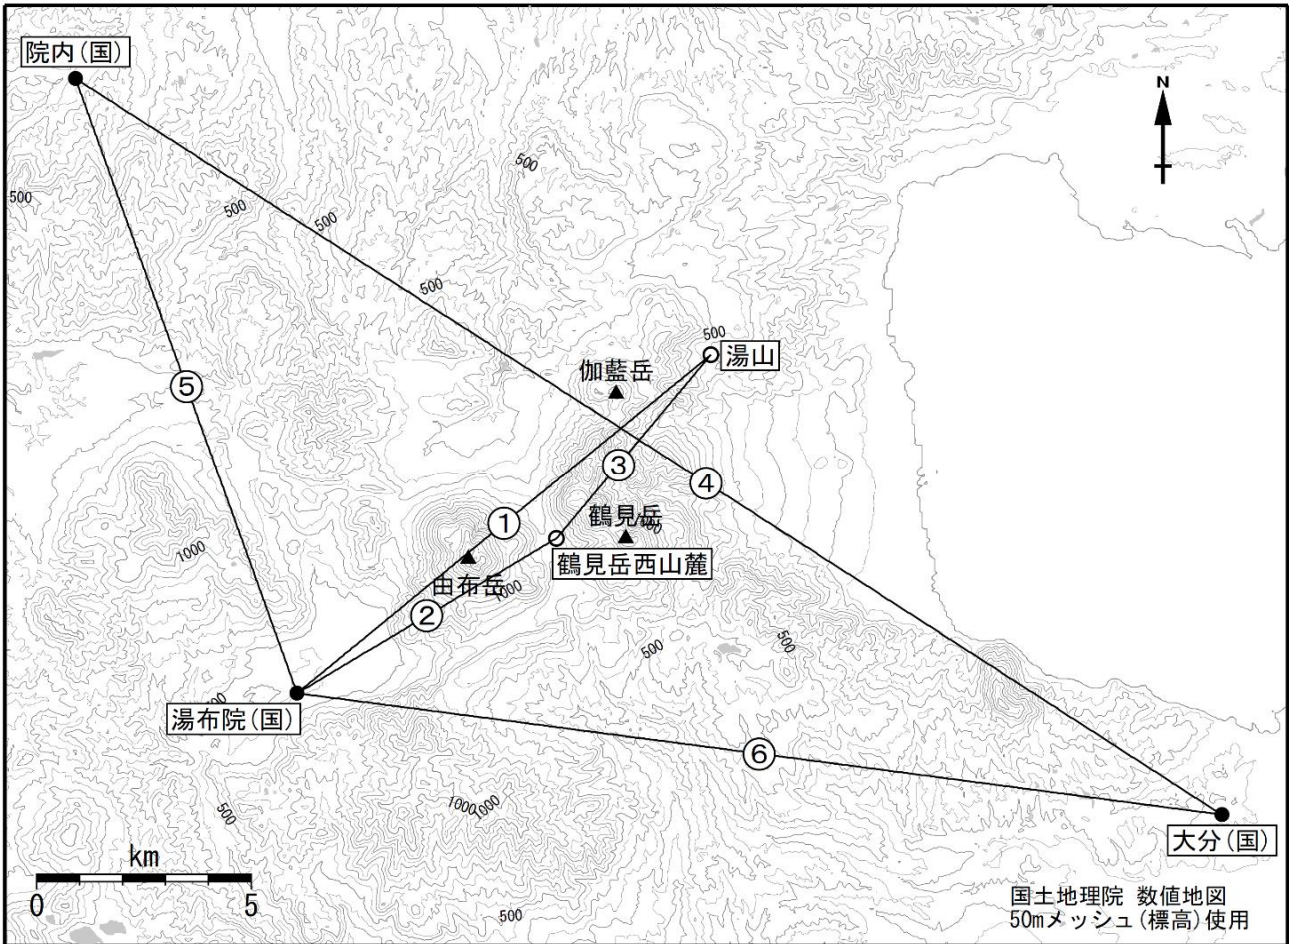 院内(国)
N
500
500
500
500
500
500
湯山
伽藍岳
⑤
③
④
鶴見岳
①
1000
鶴見岳西山麓
由布岳
1000
②
500
500
湯布院(国)
⑥
1000
1000
500
大分(国)
km
0 5
500
国土地理院 数値地図
50mメッシュ(標高)使用